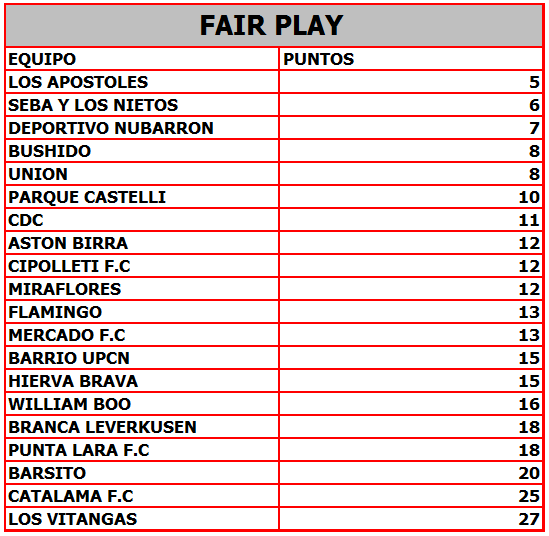 FAIR PLAY
EQUIPO PUNTOS
LOS APOSTOLES 5
SEBA Y LOS NIETOS 6
DEPORTIVO NUBARRON 7
BUSHIDO 8
UNION 8
PARQUE CASTELLI 10
CDC 11
ASTON BIRRA 12
CIPOLLETI F.C 12
MIRAFLORES 12
FLAMINGO 13
MERCADO F.C 13
BARRIO UPCN 15
HIERVA BRAVA 15
WILLIAM BOO 16
BRANCA LEVERKUSEN 18
PUNTA LARA F.C 18
BARSITO 20
CATALAMA F.C 25
LOS VITANGAS 27